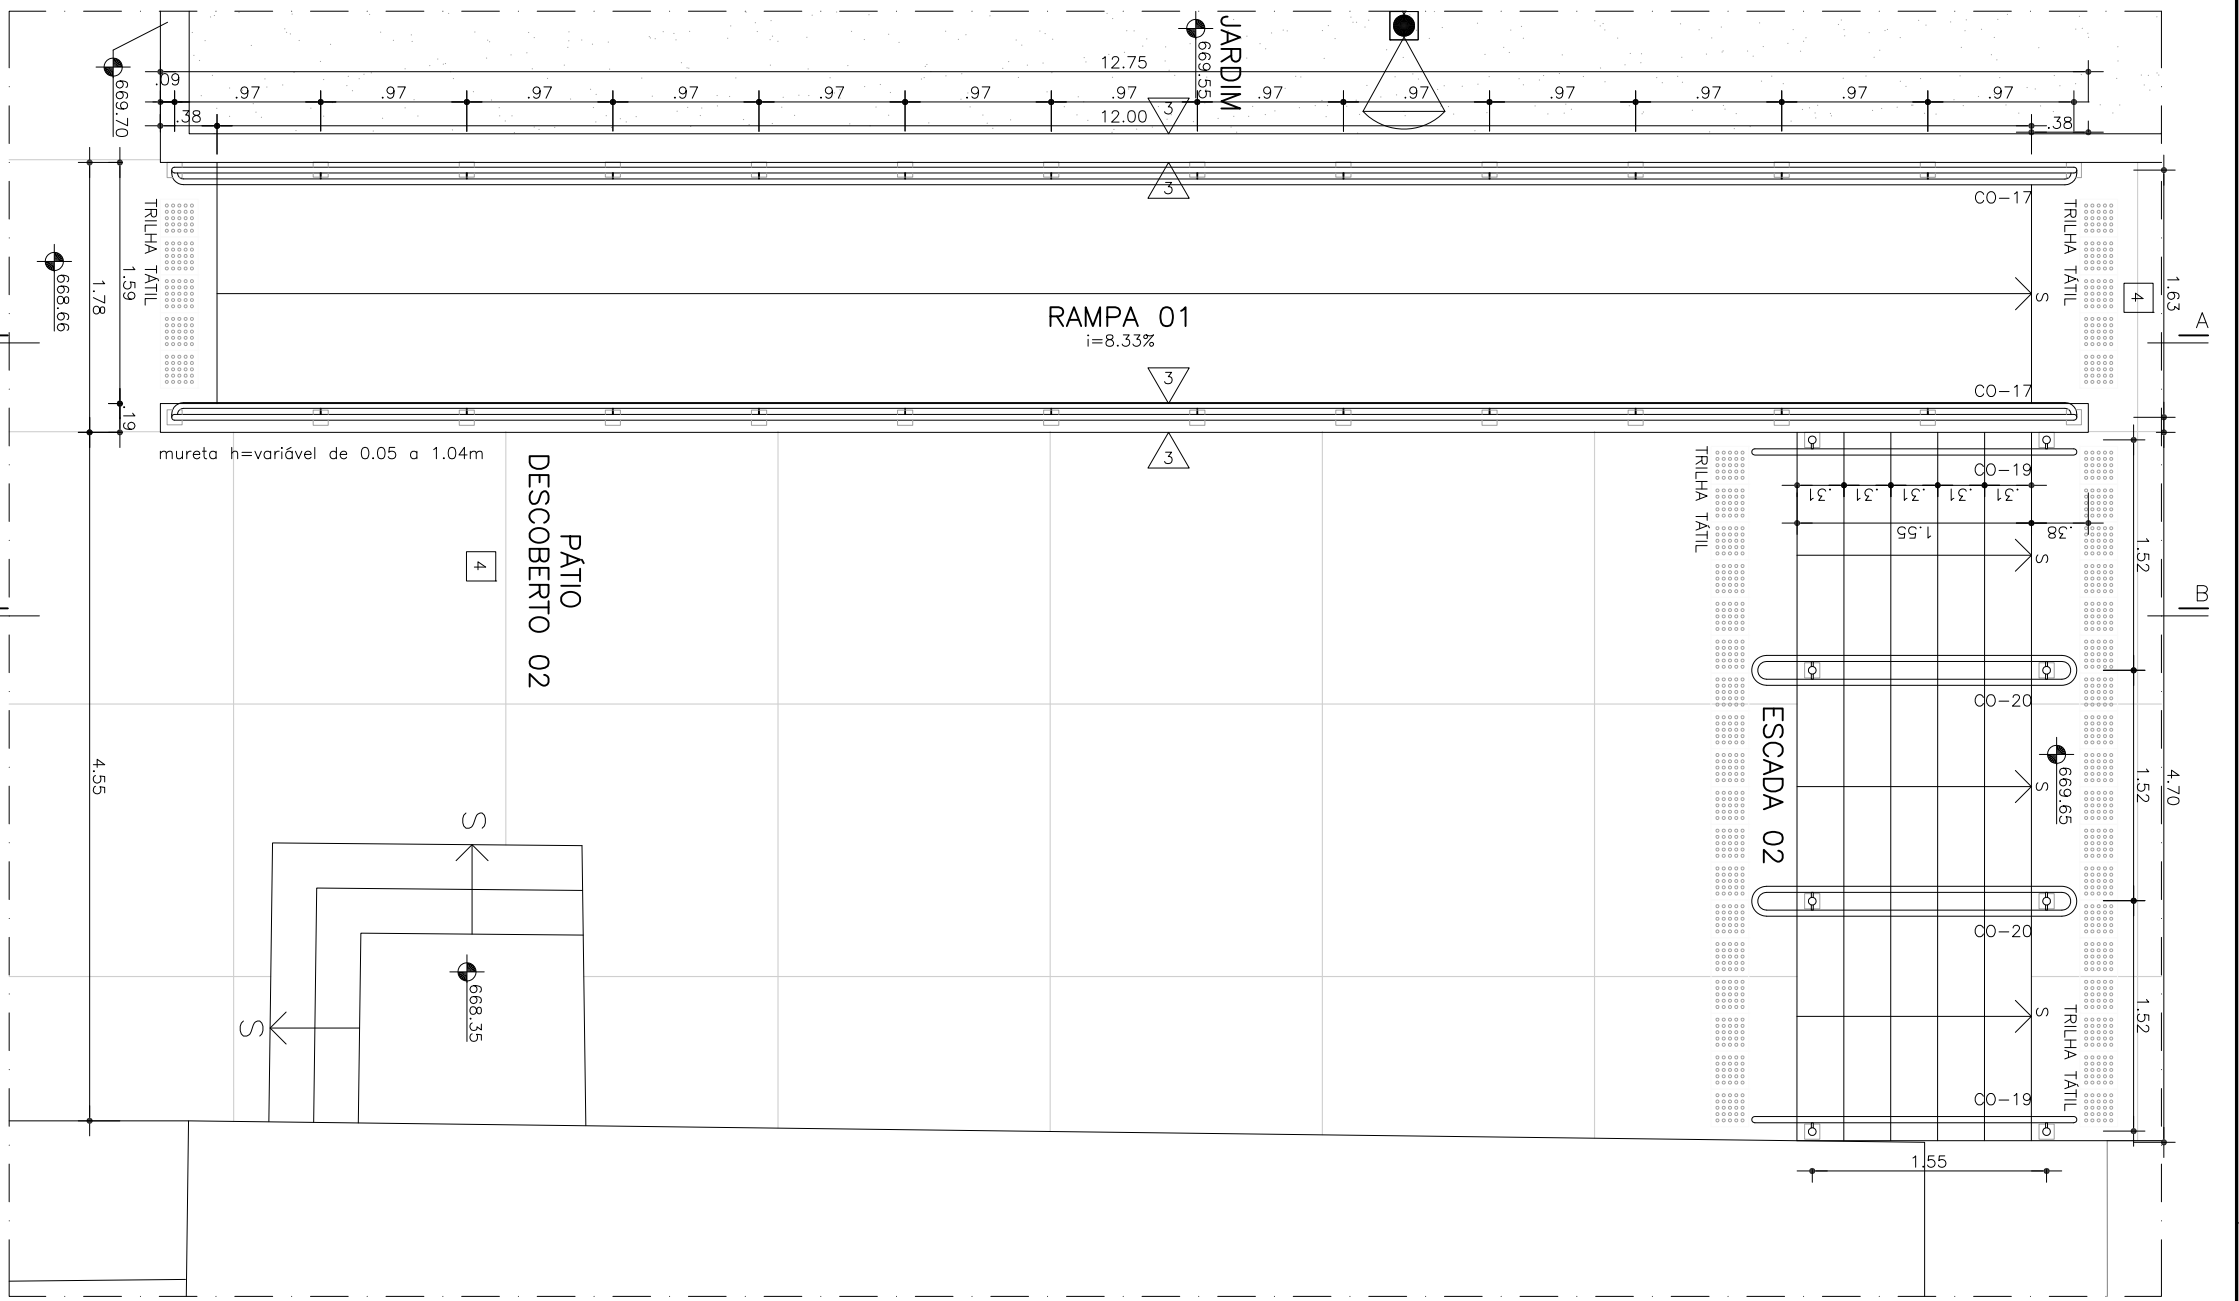 JARDIM
669.55
669.70
12.75
.09
.97
.97
.97
.97
.97
.97
.97
.97
.97
.97
.97
.97
.97
.38
12.00
.38
3
3
CO-17
TRILHA TÁTIL
TRILHA TÁTIL
668.66
1.78
1.59
.19
S
4
1.63
A
RAMPA 01
i=8.33%
3
CO-17
mureta h=variável de 0.05 a 1.04m
3
PÁTIO
DESCOBERTO 02
4
TRILHA TÁTIL
CO-19
.31
.31
.31
.31
.31
1.55
.38
S
1.52
B
CO-20
ESCADA 02
669.65
S
1.52
4.70
4.55
S
668.35
S
CO-20
S
1.52
TRILHA TÁTIL
CO-19
1.55